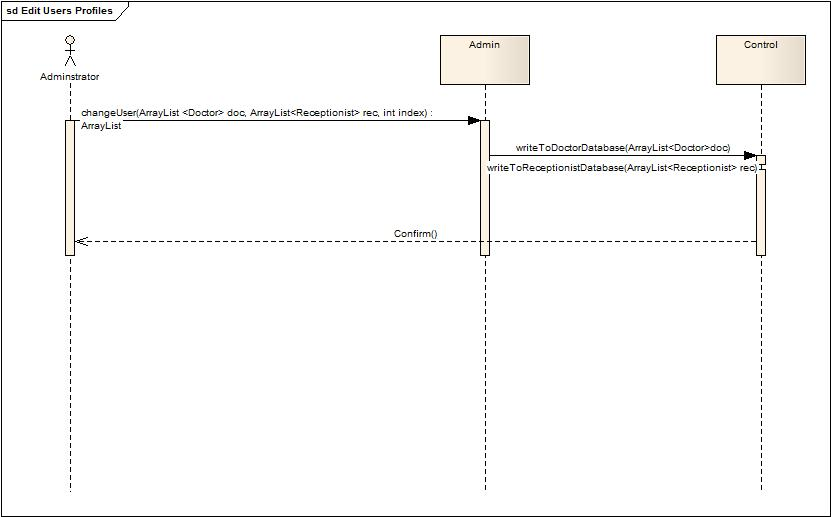 sd Edit Users Profiles
Adminstrator
Admin
Control
changeUser(ArrayList <Doctor> doc, ArrayList<Receptionist> rec, int index) :
ArrayList
writeToDoctorDatabase(ArrayList<Doctor>doc)
writeToReceptionistDatabase(ArrayList<Receptionist> rec)
Confirm()